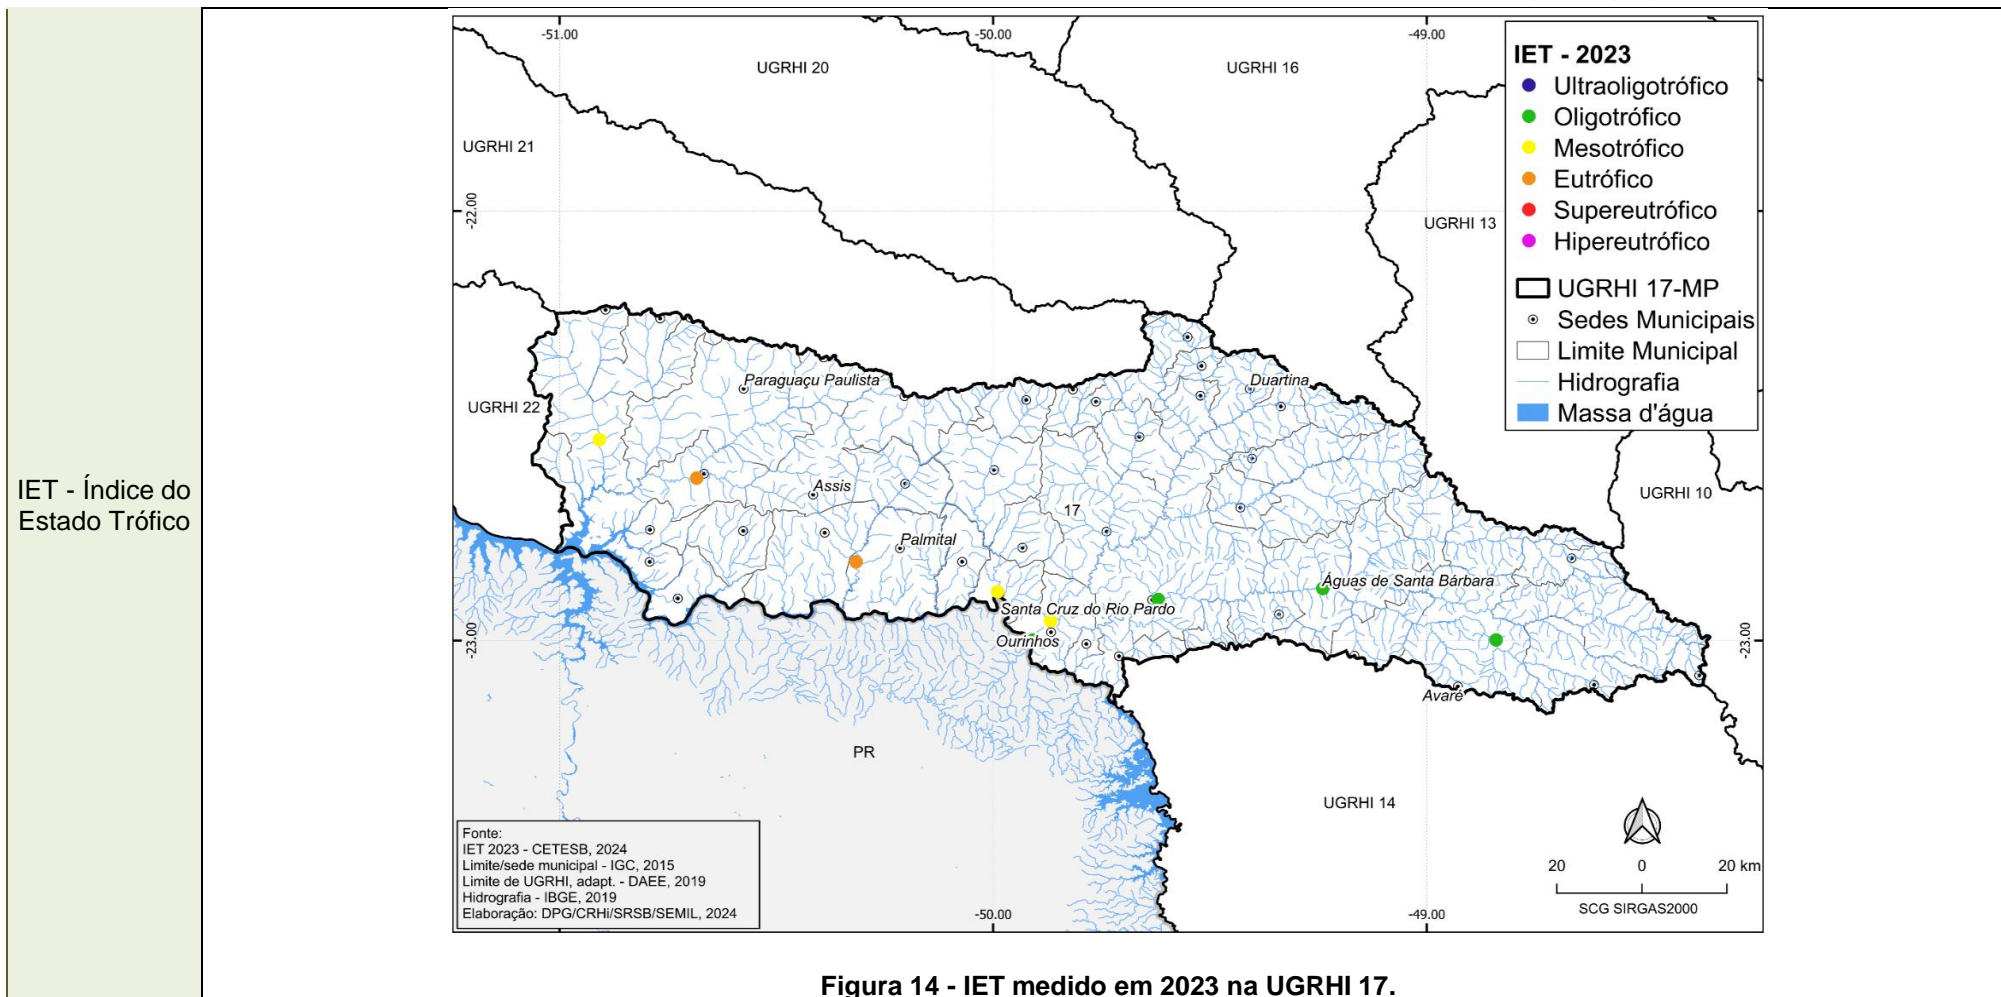 IET - Índice do
Estado Trófico
-51.00
-50.00
-49.00
UGRHI 20
UGRHI 16
UGRHI 21
UGRHI 13
-22.00
IET - 2023
Ultraoligotrófico
Oligotrófico
Mesotrófico
Eutrófico
Supereutrófico
Hipereutrófico
UGRHI 17-MP
Sedes Municipais
Limite Municipal
Hidrografia
Massa d'água
Paraguaçu Paulista
Duartina
UGRHI 22
UGRHI 10
Assis
17
Palmital
Águas de Santa Bárbara
Santa Cruz do Rio Pardo
Ourinhos
-23.00
-23.00
Avaré
PR
UGRHI 14
Fonte:
IET 2023 - CETESB, 2024
Limite/sede municipal - IGC, 2015
Limite de UGRHI, adapt. - DAEE, 2019
Hidrografia - IBGE, 2019
Elaboração: DPG/CRHi/SRSB/SEMIL, 2024
20 0 20 km
SCG SIRGAS2000
-50.00
-49.00
Figura 14 - IET medido em 2023 na UGRHI 17.